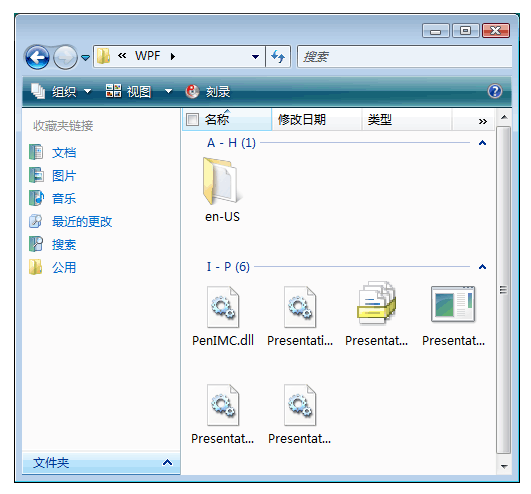 « WPF
搜索
组织 视图 刻录
收藏夹链接
文档
图片
音乐
最近的更改
搜索
公用
文件夹
名称 修改日期 类型 »
A - H (1)
en-US
I - P (6)
PenIMC.dll Presentati... Presentat... Presentat...
Presentat... Presentat...